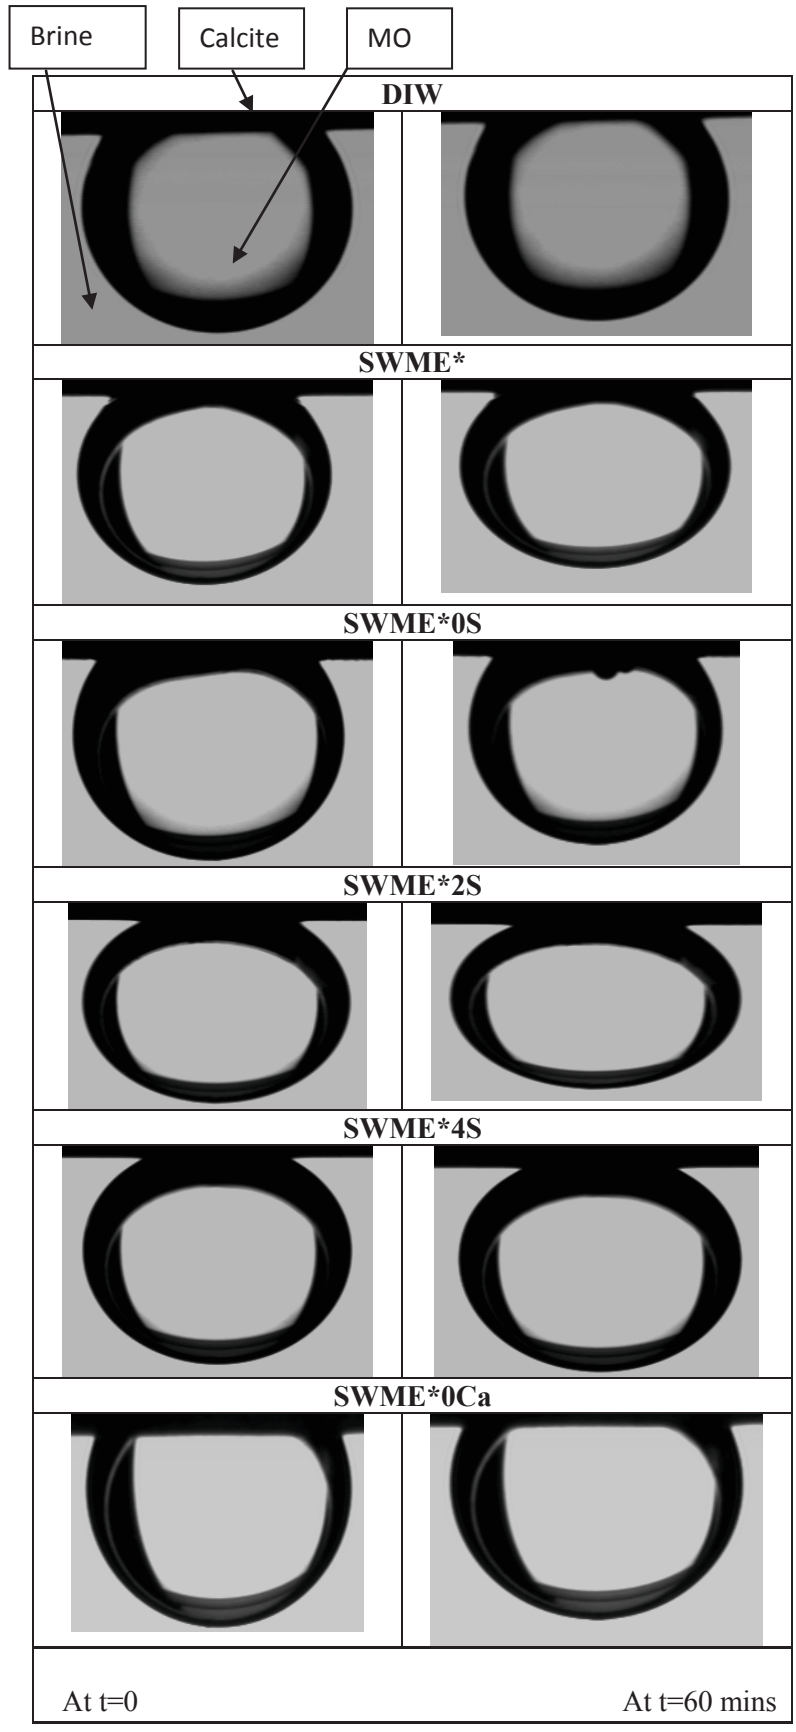 Brine
Calcite
MO
DIW
SWME*
SWME*0S
SWME*2S
SWME*4S
SWME*0Ca
At t=0
At t=60 mins